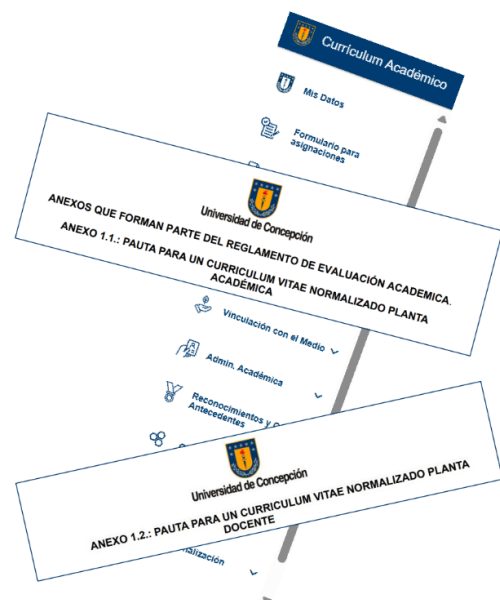 Curriculum Académico
Mis Datos
Formulario para
asignaciones
Universidad de Concepción
ANEXOS QUE FORMAN PARTE DEL REGLAMENTO DE EVALUACIÓN ACADEMICA.
ANEXO 1.1.: PAUTA PARA UN CURRICULUM VITAE NORMALIZADO PLANTA
ACADÉMICA
Vinculación con el Medio
Admin. Académica
Reconocimientos y
Antecedentes
Universidad de Concepción
ANEXO 1.2.: PAUTA PARA UN CURRICULUM VITAE NORMALIZADO PLANTA
DOCENTE